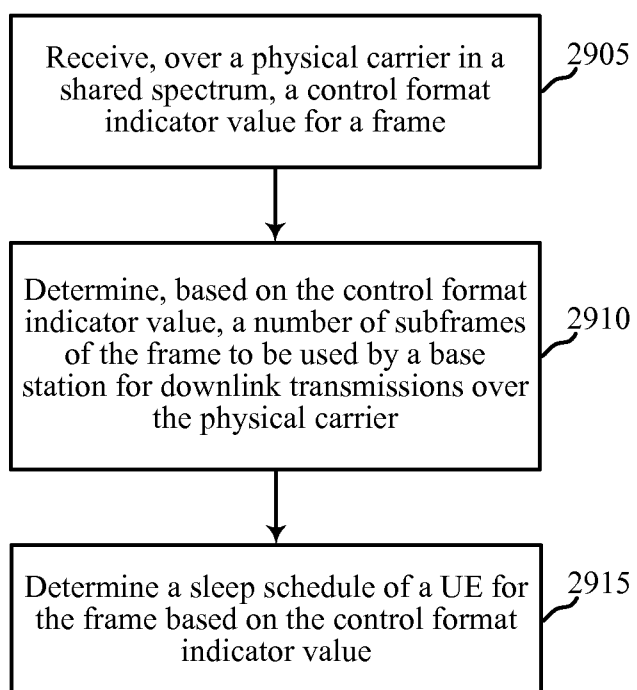 Receive, over a physical carrier in a
shared spectrum, a control format
indicator value for a frame
2905
Determine, based on the control format
indicator value, a number of subframes
of the frame to be used by a base
station for downlink transmissions over
the physical carrier
2910
Determine a sleep schedule of a UE for
the frame based on the control format
indicator value
2915